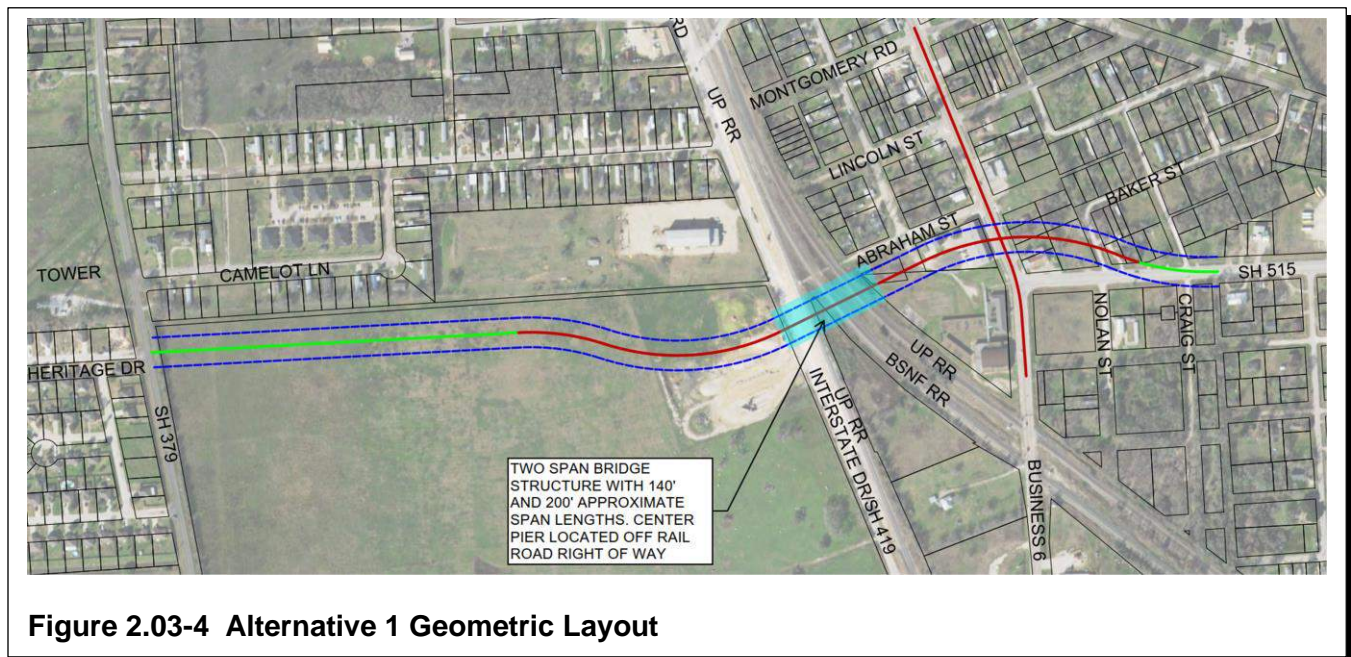 RD
UP RR
MONTGOMERY RD
LINCOLN ST
BAKER ST
ABRAHAM ST
TOWER
CAMELOT LN
SH 515
HERITAGE DR
SH 379
NOLAN ST
CRAIG ST
UP RR
BSNF RR
UP RR
INTERSTATE DR/SH 419
BUSINESS 6
TWO SPAN BRIDGE
STRUCTURE WITH 140'
AND 200' APPROXIMATE
SPAN LENGTHS. CENTER
PIER LOCATED OFF RAIL
ROAD RIGHT OF WAY
Figure 2.03-4 Alternative 1 Geometric Layout